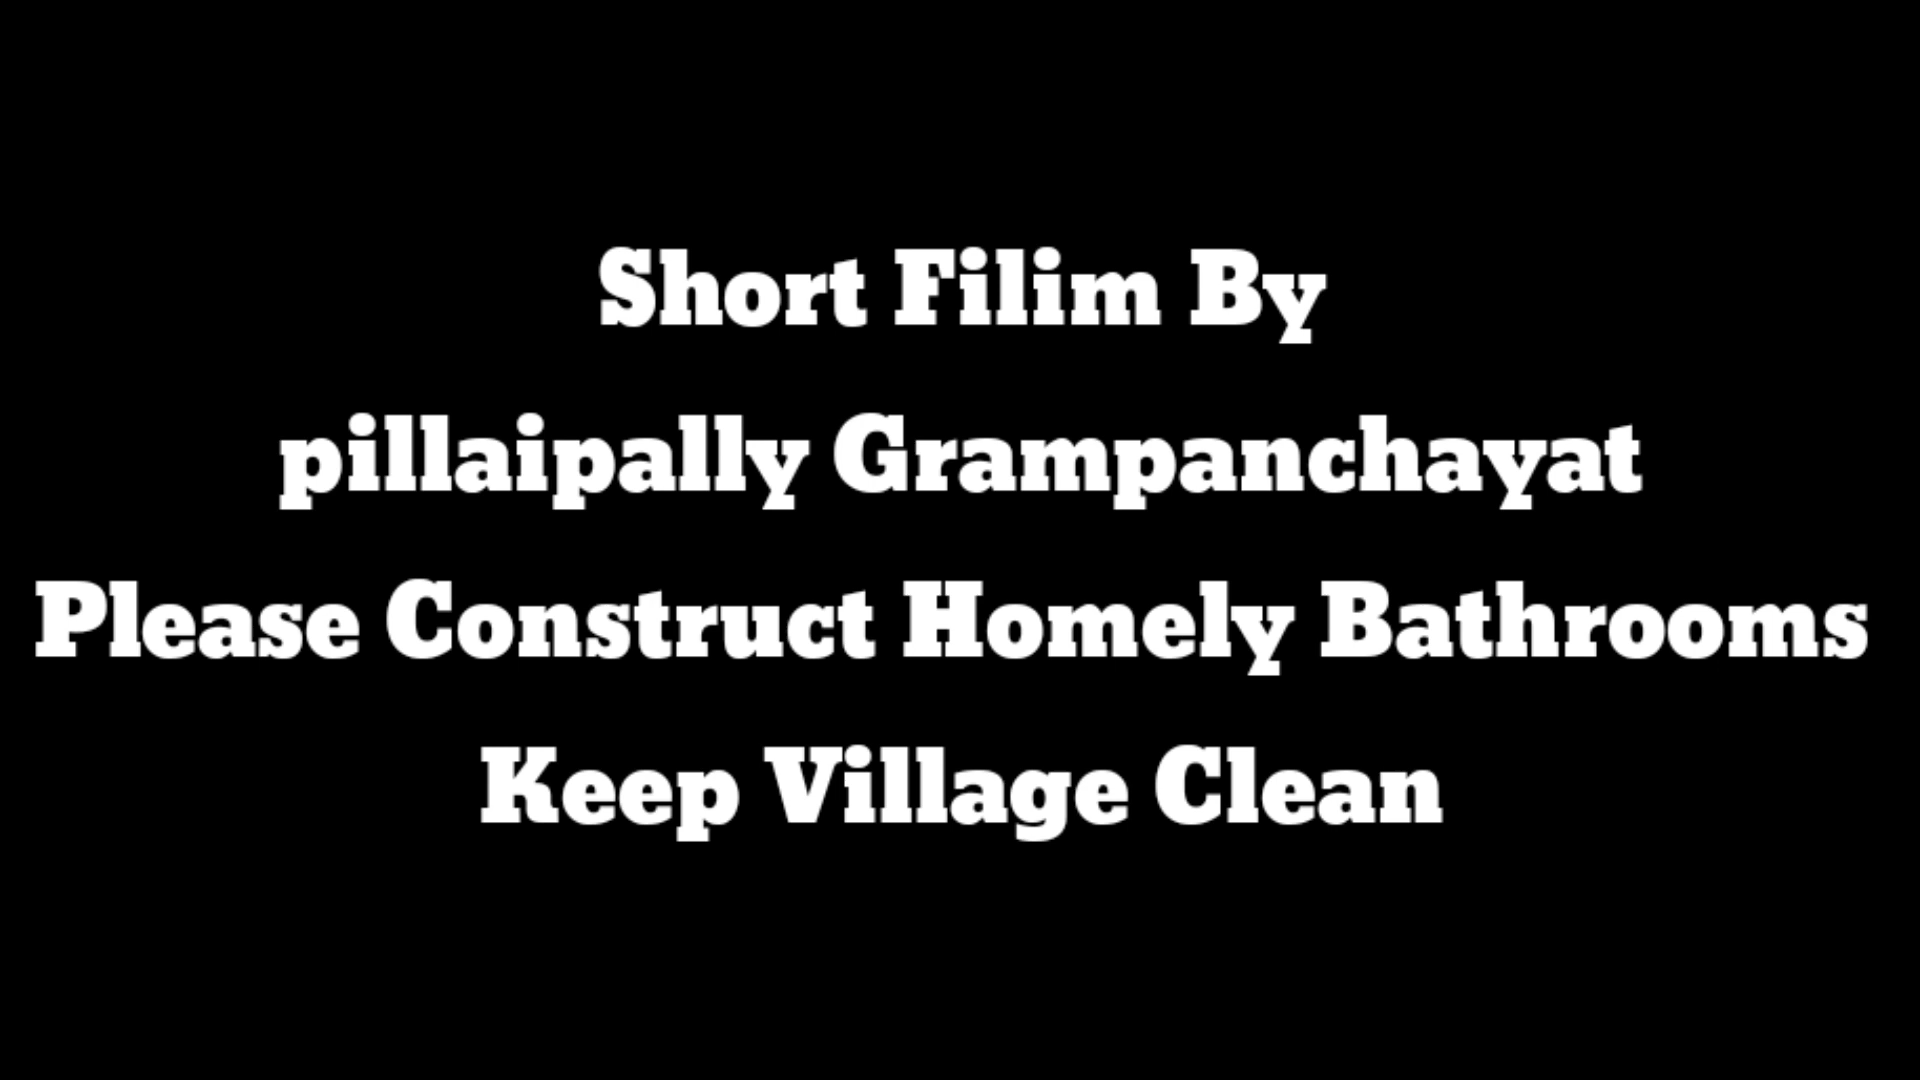 Short Filim By
pillaipally Grampanchayat
Please Construct Homely Bathrooms
Keep Village Clean